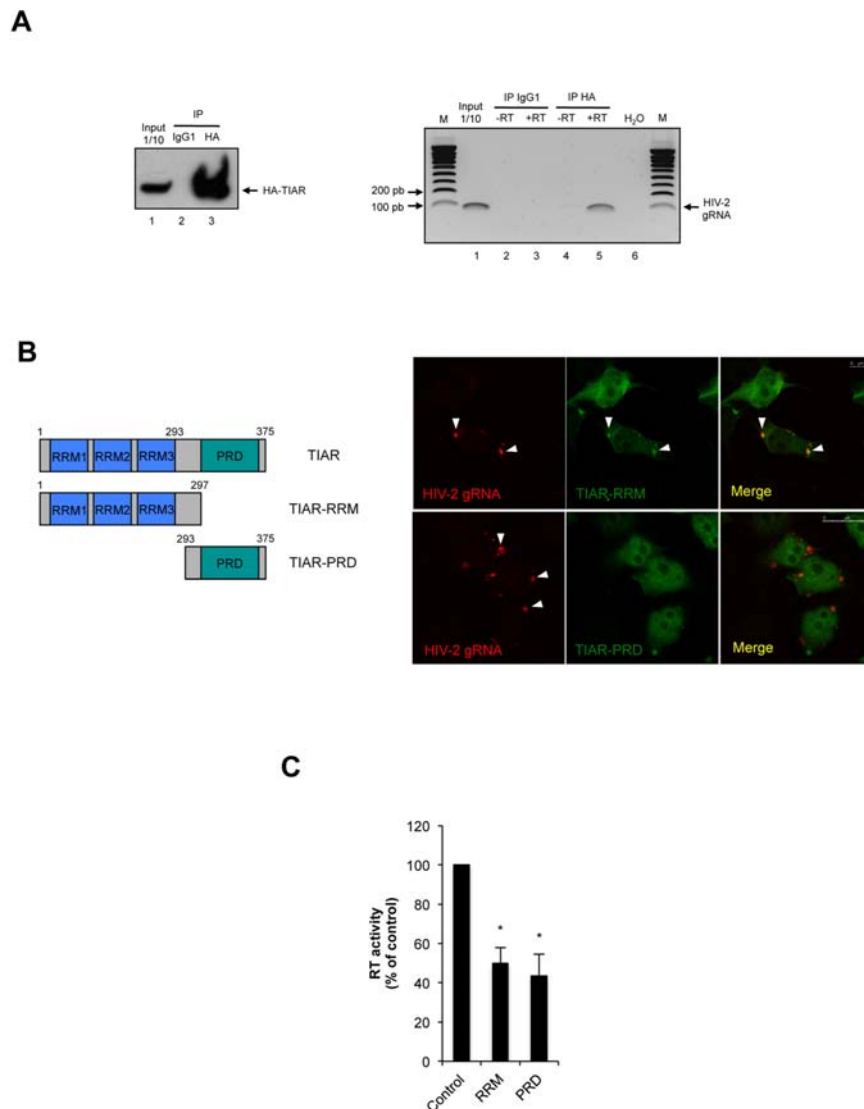 A
Input
1/10
IP
IgG1 HA
HA-TIAR
1 2 3
M
Input
1/10
IP IgG1
-RT +RT
IP HA
-RT +RT
H2O
M
200 pb
100 pb
HIV-2
gRNA
1 2 3 4 5 6
B
1 293 375
RRM1 RRM2 RRM3 PRD
TIAR
1 297
RRM1 RRM2 RRM3
TIAR-RRM
293 375
PRD
TIAR-PRD
HIV-2 gRNA
TIAR-RRM
Merge
HIV-2 gRNA
TIAR-PRD
Merge
C
RT activity
(% of control)
120
100
80
60
40
20
0
* *
Control
RRM
PRD